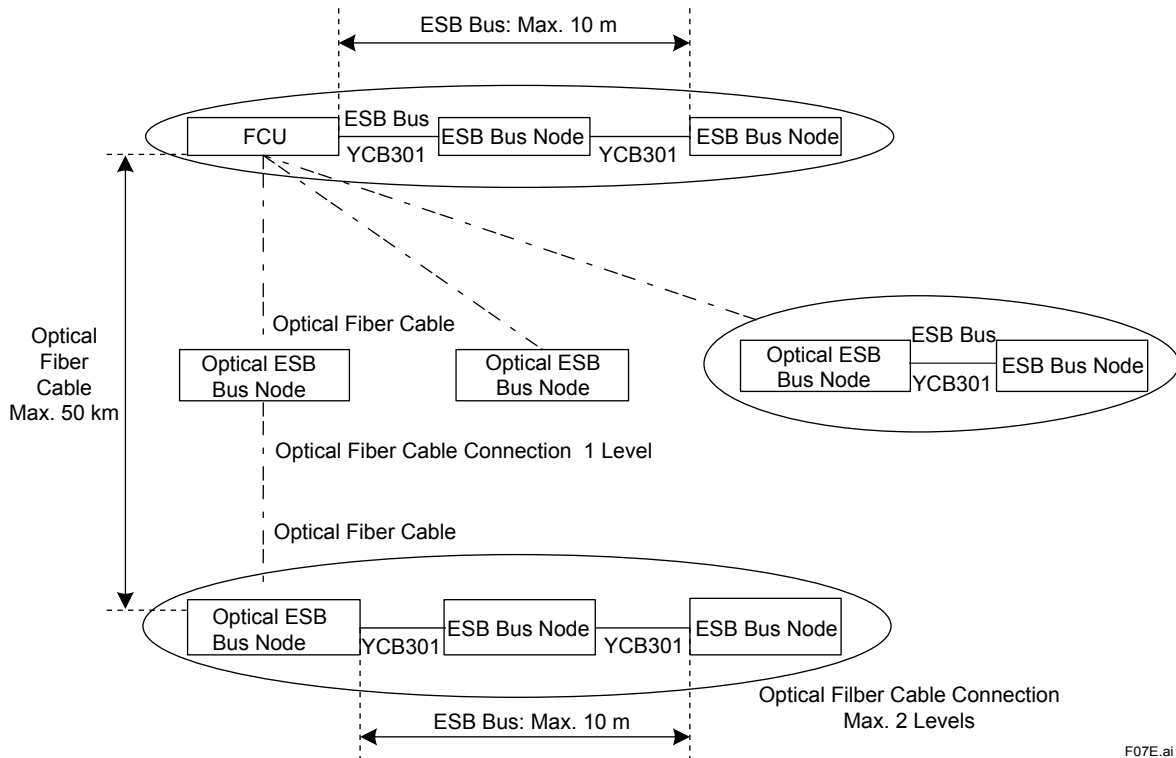 ESB Bus: Max. 10 m
ESB Bus
FCU
ESB Bus Node
ESB Bus Node
YCB301
YCB301
Optical
Fiber
Cable
Max. 50 km
Optical Fiber Cable
Optical ESB
Bus Node
Optical ESB
Bus Node
ESB Bus
Optical ESB
Bus Node
ESB Bus Node
YCB301
Optical Fiber Cable Connection 1 Level
Optical Fiber Cable
Optical ESB
Bus Node
ESB Bus Node
ESB Bus Node
YCB301
YCB301
Optical Filber Cable Connection
Max. 2 Levels
ESB Bus: Max. 10 m
F07E.ai